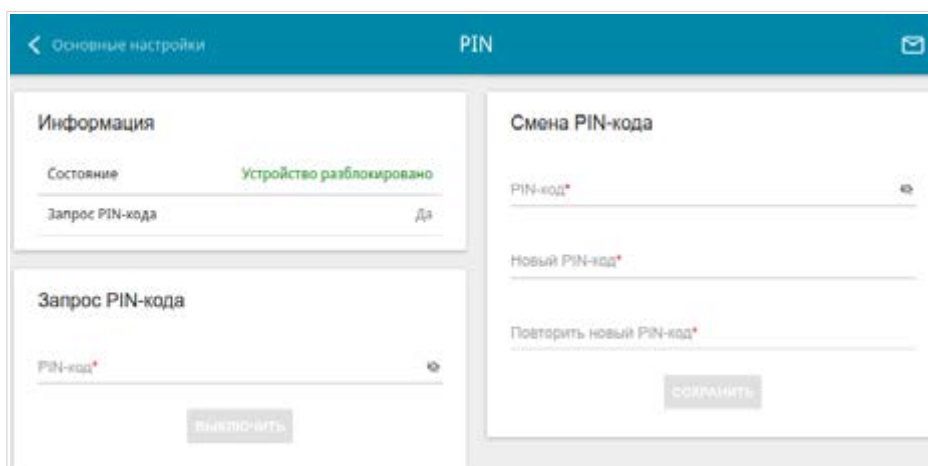 Основные настройки
PIN
Информация
Состояние Устройство разблокировано
Запрос PIN-кода Да
Запрос PIN-кода
PIN-код*
ВЫКЛЮЧИТЬ
Смена PIN-кода
PIN-код*
Новый PIN-код*
Повторить новый PIN-код*
СОХРАНИТЬ